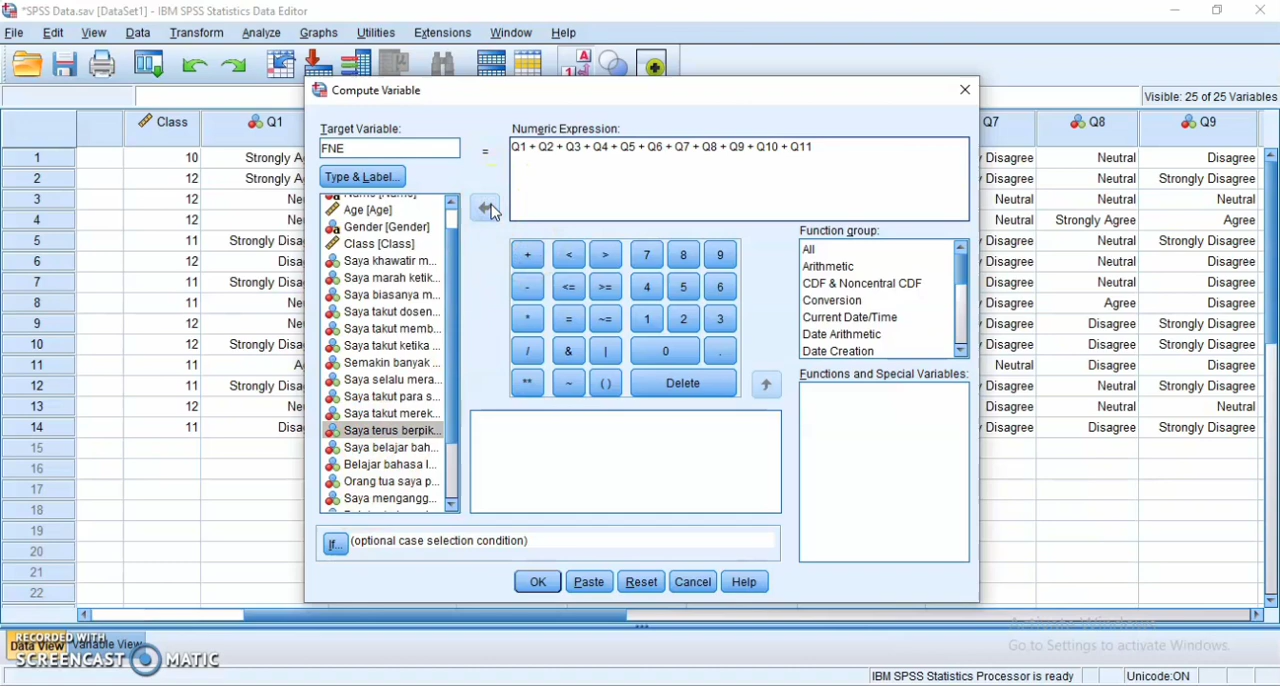 *SPSS Data.sav [DataSet1] - IBM SPSS Statistics Data Editor
File Edit View Data Transform Analyze Graphs Utilities Extensions Window Help
Visible: 25 of 25 Variables
Compute Variable
Target Variable:
FNE
=
Numeric Expression:
Q1 + Q2 + Q3 + Q4 + Q5 + Q6 + Q7 + Q8 + Q9 + Q10 + Q11
Type & Label...
Age [Age]
Gender [Gender]
Class [Class]
Saya khawatir m...
Saya marah ketik...
Saya biasanya m...
Saya takut dosen...
Saya takut memb...
Saya takut ketika ...
Semakin banyak ...
Saya selalu mera...
Saya takut para s...
Saya takut merek...
Saya terus berpik...
Saya belajar bah...
Belajar bahasa I...
Orang tua saya p...
Saya mengangg...
+ < > 7 8 9
- <= >= 4 5 6
* = ~= 1 2 3
/ & | 0 .
** ~ ( ) Delete
Function group:
All
Arithmetic
CDF & Noncentral CDF
Conversion
Current Date/Time
Date Arithmetic
Date Creation
Functions and Special Variables:
If... (optional case selection condition)
OK Paste Reset Cancel Help
Class Q1 Q7 Q8 Q9
1 10 Strongly A Disagree Neutral Disagree
2 12 Strongly A Disagree Strongly Disagree Strongly Disagree
3 12 Neu Neutral Neutral Neutral
4 12 Neu Neutral Strongly Agree Agree
5 11 Strongly Disa Disagree Neutral Strongly Disagree
6 12 Disa Disagree Neutral Strongly Disagree
7 11 Strongly Disa Disagree Neutral Strongly Disagree
8 11 Neu Disagree Agree Disagree
9 12 Neu Disagree Disagree Strongly Disagree
10 12 Strongly Disa Disagree Disagree Strongly Disagree
11 11 A Neutral Disagree Strongly Disagree
12 11 Strongly Disa Disagree Neutral Strongly Disagree
13 12 Neu Disagree Neutral Neutral
14 11 Disa Disagree Disagree Strongly Disagree
15
16
17
18
19
20
21
22
Data View Variable View
RECORDED WITH
SCREENCAST MATIC
Activate Windows
Go to Settings to activate Windows.
IBM SPSS Statistics Processor is ready Unicode:ON